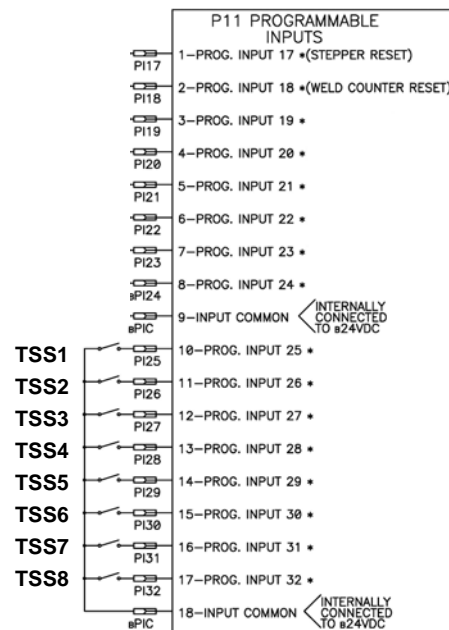 P11 PROGRAMMABLE
INPUTS
PI17 1-PROG. INPUT 17 *(STEPPER RESET)
PI18 2-PROG. INPUT 18 *(WELD COUNTER RESET)
PI19 3-PROG. INPUT 19 *
PI20 4-PROG. INPUT 20 *
PI21 5-PROG. INPUT 21 *
PI22 6-PROG. INPUT 22 *
PI23 7-PROG. INPUT 23 *
вPI24 8-PROG. INPUT 24 *
вPIC 9-INPUT COMMON
INTERNALLY
CONNECTED
TO в24VDC
TSS1 PI25 10-PROG. INPUT 25 *
TSS2 PI26 11-PROG. INPUT 26 *
TSS3 PI27 12-PROG. INPUT 27 *
TSS4 PI28 13-PROG. INPUT 28 *
TSS5 PI29 14-PROG. INPUT 29 *
TSS6 PI30 15-PROG. INPUT 30 *
TSS7 PI31 16-PROG. INPUT 31 *
TSS8 PI32 17-PROG. INPUT 32 *
вPIC 18-INPUT COMMON
INTERNALLY
CONNECTED
TO в24VDC